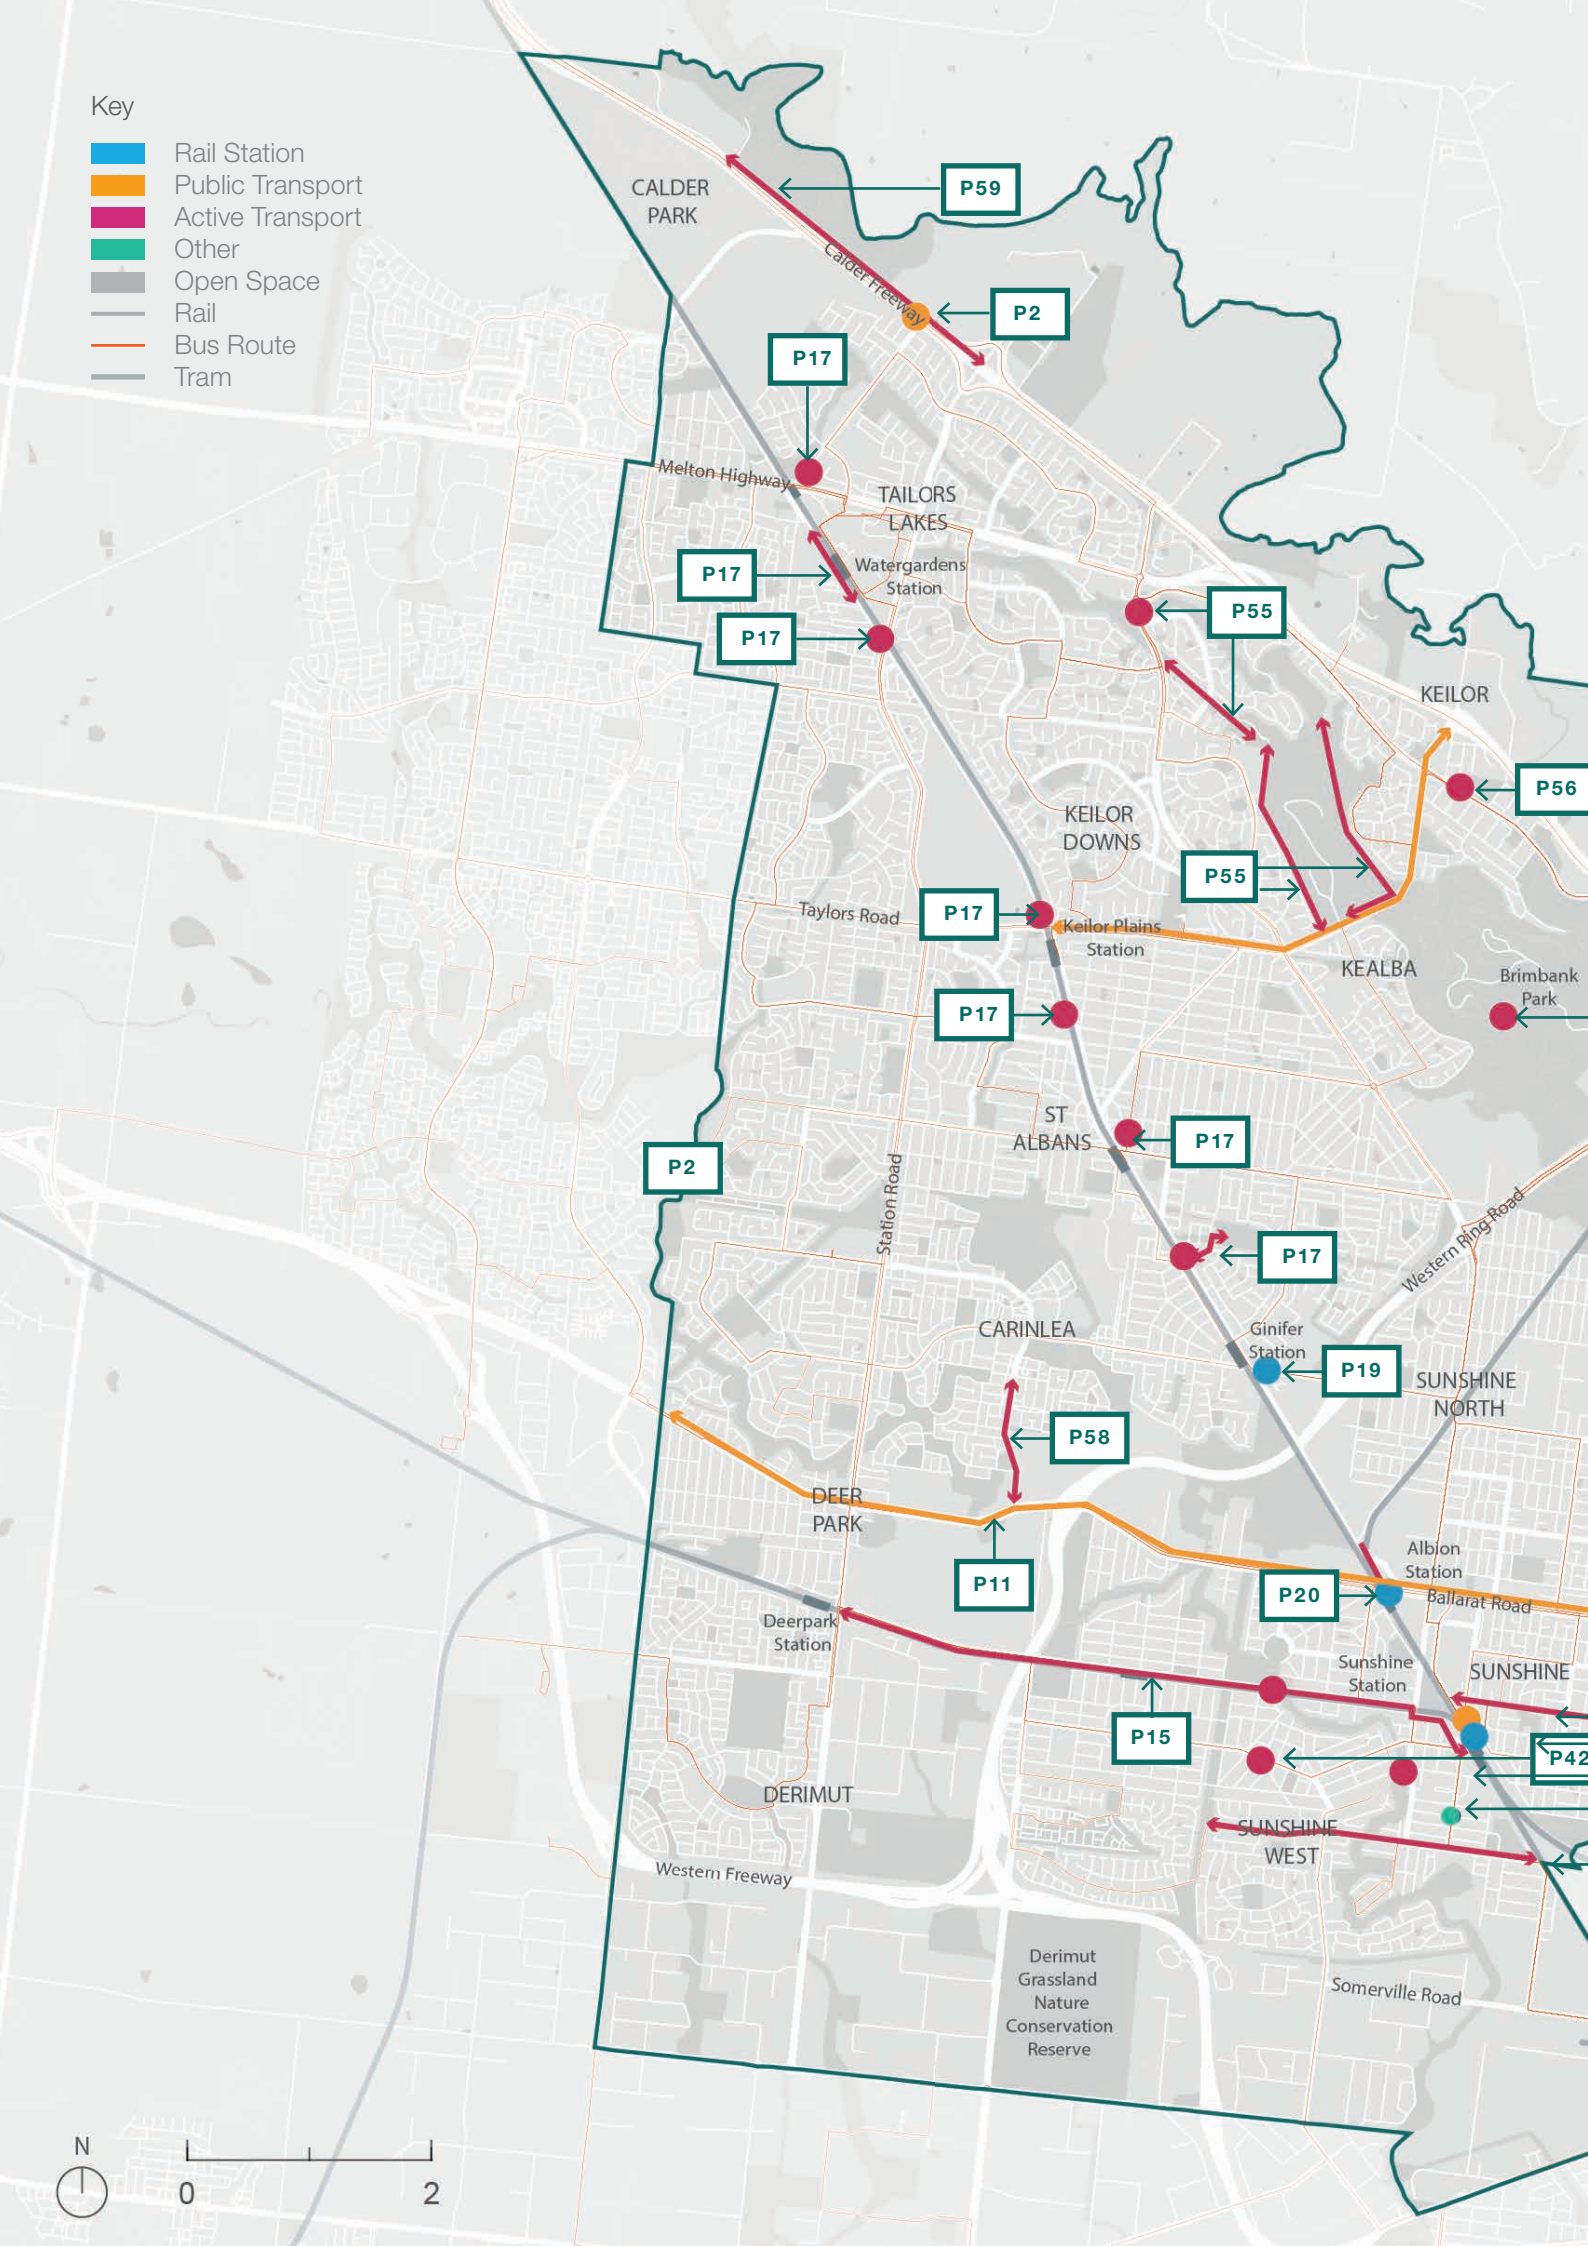 Key
Rail Station
Public Transport
Active Transport
Other
Open Space
Rail
Bus Route
Tram
CALDER
PARK
P59
Calder Freeway
P2
P17
Melton Highway
TAILORS
LAKES
P17
Watergardens
Station
P17
P55
KEILOR
P56
KEILOR
DOWNS
P55
Taylors Road
P17
Keilor Plains
Station
KEALBA
Brimbank
Park
P17
ST
ALBANS
P17
P2
Station Road
Western Ring Road
P17
CARINLEA
Ginifer
Station
P19
SUNSHINE
NORTH
P58
DEER
PARK
P11
Albion
Station
P20
Ballarat Road
Deerpark
Station
Sunshine
Station
SUNSHINE
P15
P42
DERIMUT
SUNSHINE
WEST
Western Freeway
Derimut
Grassland
Nature
Conservation
Reserve
Somerville Road
N
0
2